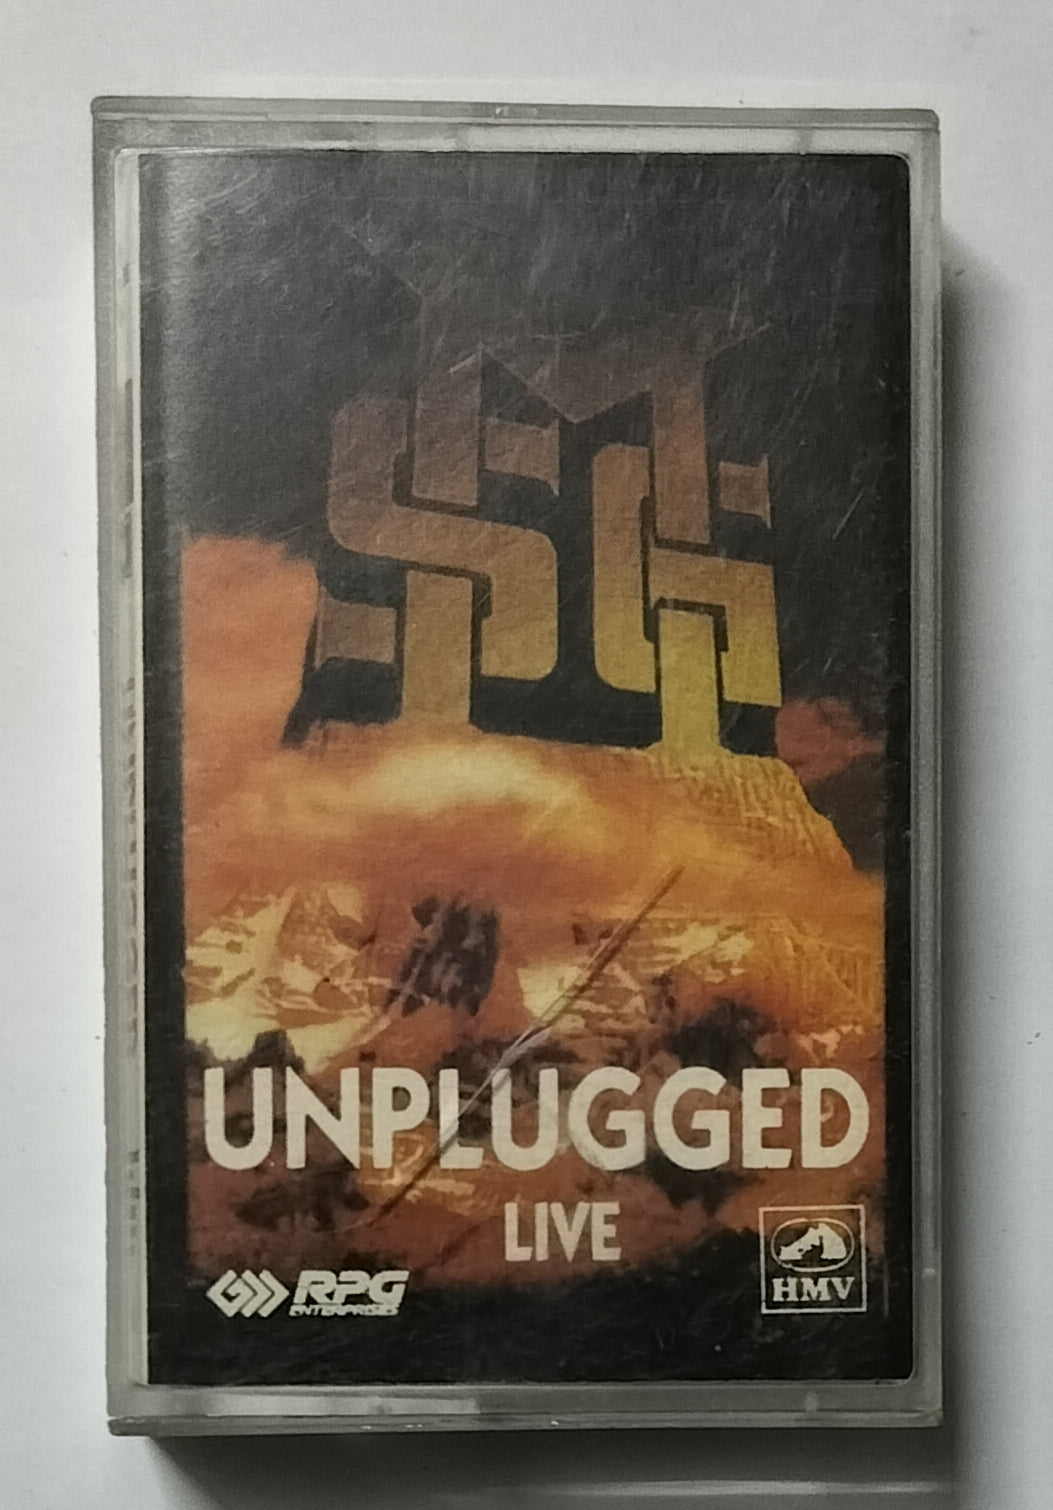 MSG
UNPLUGGED
LIVE
RPG
ENTERPRISES
HMV